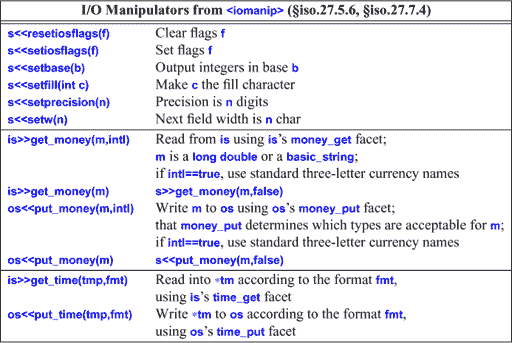 I/O Manipulators from <iomanip> (§iso.27.5.6, §iso.27.7.4)
s<<resetiosflags(f) Clear flags f
s<<setiosflags(f) Set flags f
s<<setbase(b) Output integers in base b
s<<setfill(int c) Make c the fill character
s<<setprecision(n) Precision is n digits
s<<setw(n) Next field width is n char
is>>get_money(m,intl) Read from is using is's money_get facet;
m is a long double or a basic_string;
if intl==true, use standard three-letter currency names
is>>get_money(m) s>>get_money(m,false)
os<<put_money(m,intl) Write m to os using os's money_put facet;
that money_put determines which types are acceptable for m;
if intl==true, use standard three-letter currency names
os<<put_money(m) s<<put_money(m,false)
is>>get_time(tmp,fmt) Read into *tm according to the format fmt,
using is's time_get facet
os<<put_time(tmp,fmt) Write *tm to os according to the format fmt,
using os's time_put facet